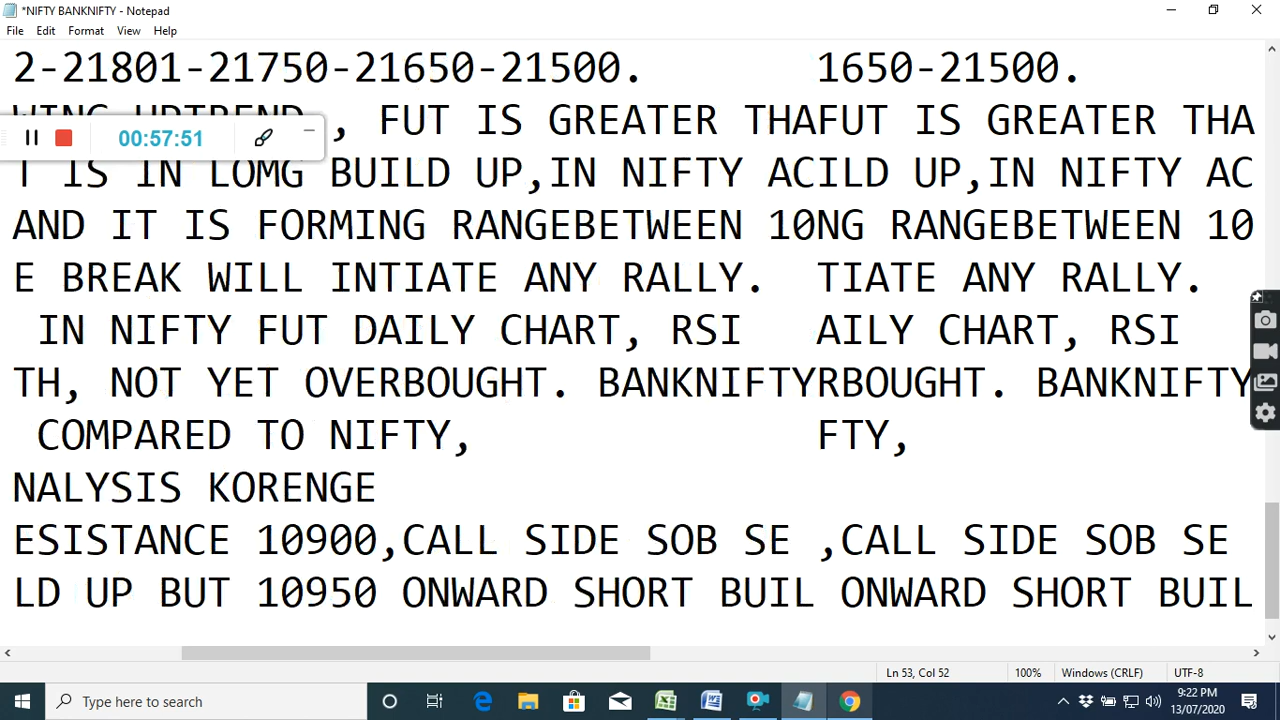 *NIFTY BANKNIFTY - Notepad
File Edit Format View Help
2-21801-21750-21650-21500. 1650-21500.
, FUT IS GREATER THAFUT IS GREATER THA
00:57:51
T IS IN LOMG BUILD UP,IN NIFTY ACILD UP,IN NIFTY AC
AND IT IS FORMING RANGEBETWEEN 10NG RANGEBETWEEN 10
E BREAK WILL INTIATE ANY RALLY. TIATE ANY RALLY.
IN NIFTY FUT DAILY CHART, RSI AILY CHART, RSI
TH, NOT YET OVERBOUGHT. BANKNIFTYRBOUGHT. BANKNIFTY
COMPARED TO NIFTY, FTY,
NALYSIS KORENGE
ESISTANCE 10900,CALL SIDE SOB SE ,CALL SIDE SOB SE
LD UP BUT 10950 ONWARD SHORT BUIL ONWARD SHORT BUIL
Ln 53, Col 52 100% Windows (CRLF) UTF-8
Type here to search
9:22 PM
13/07/2020